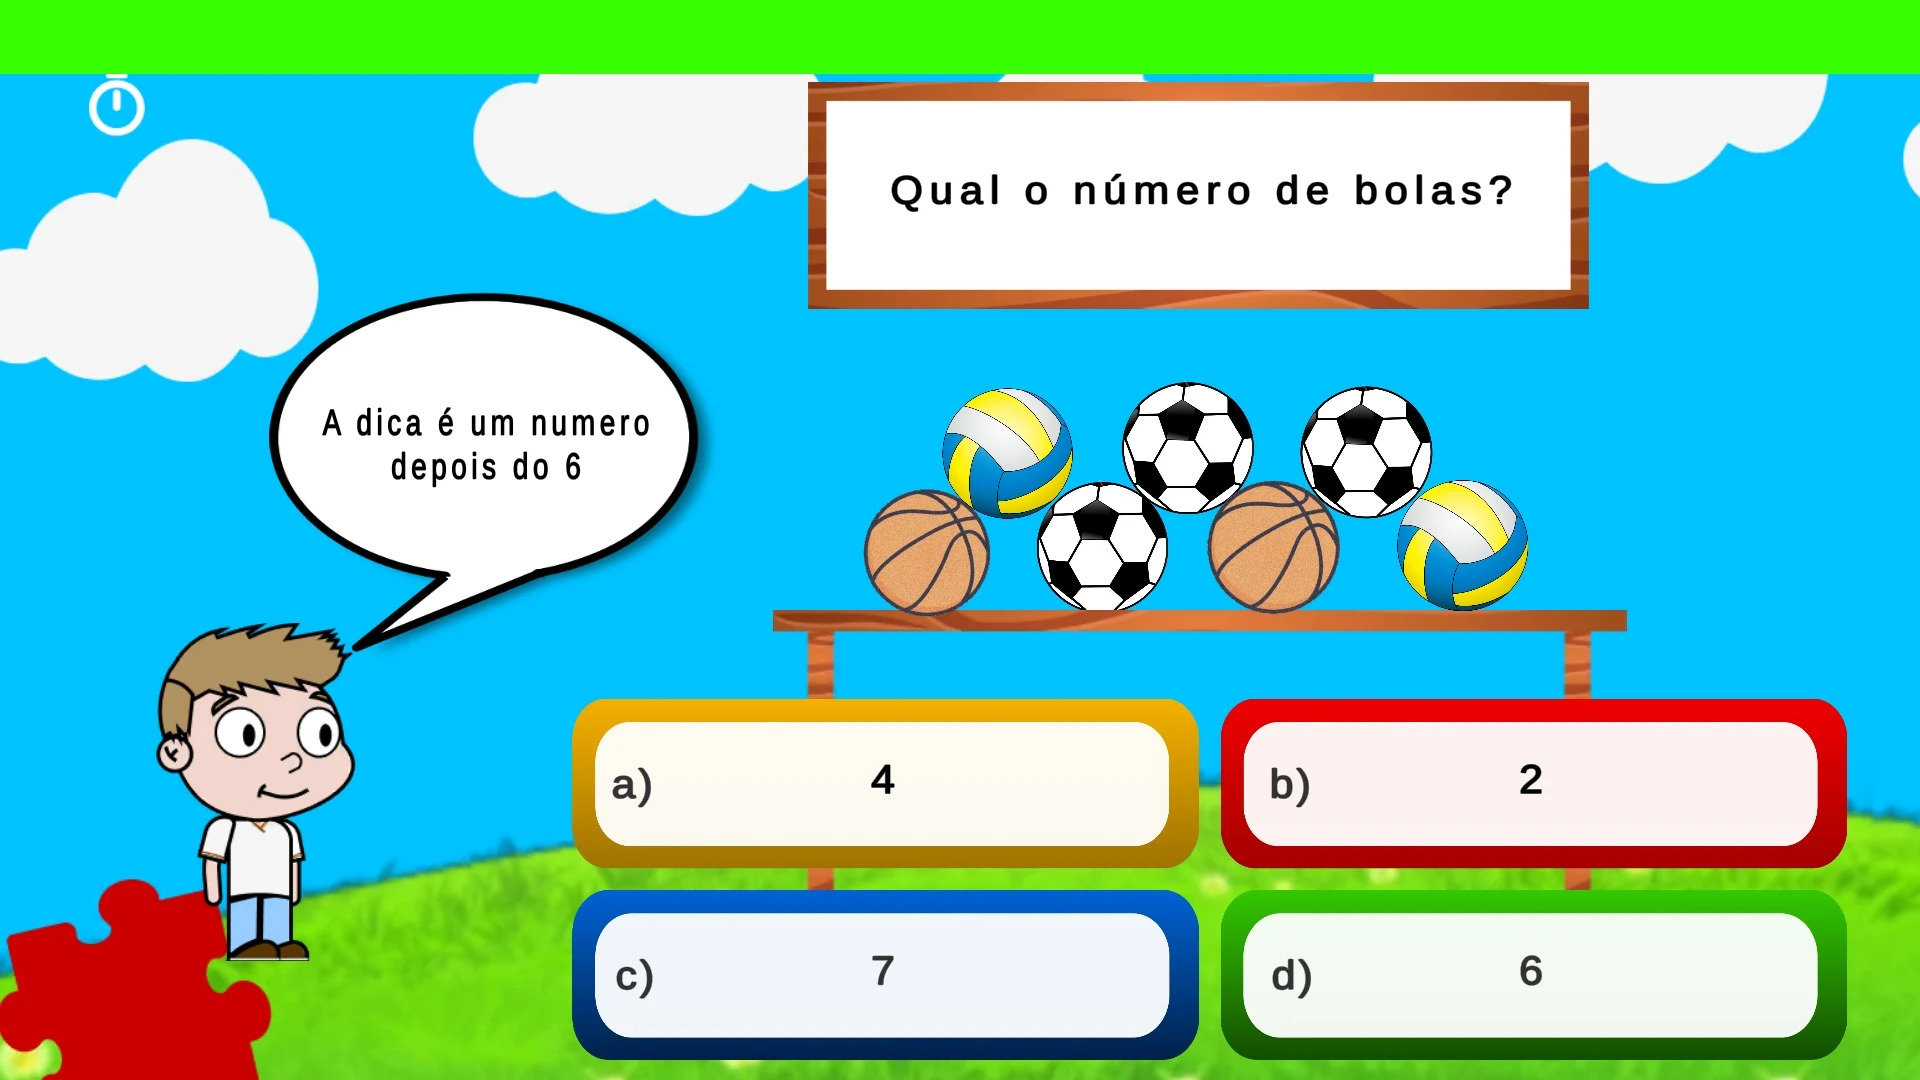 Qual o número de bolas?
A dica é um numero
depois do 6
a) 4
b) 2
c) 7
d) 6